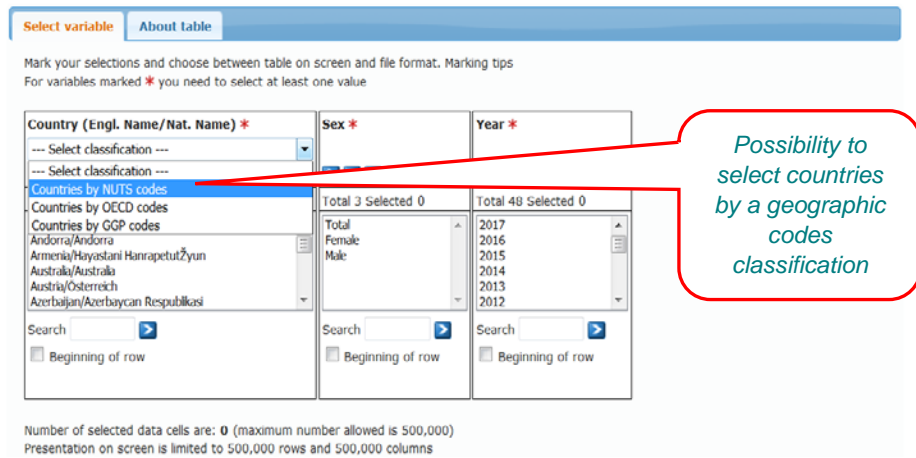 Select variable About table
Mark your selections and choose between table on screen and file format. Marking tips
For variables marked * you need to select at least one value
Country (Engl. Name/Nat. Name) * Sex * Year *
--- Select classification ---
--- Select classification ---
Countries by NUTS codes
Countries by OECD codes
Countries by GGP codes
Total 3 Selected 0 Total 48 Selected 0
Andorra/Andorra
Armenia/Hayastani HanrapetutŽyun
Australia/Australia
Austria/Österreich
Azerbaijan/Azerbaycan Respublikasi
Total
Female
Male
2017
2016
2015
2014
2013
2012
Search Search Search
Beginning of row Beginning of row Beginning of row
Number of selected data cells are: 0 (maximum number allowed is 500,000)
Presentation on screen is limited to 500,000 rows and 500,000 columns
Possibility to
select countries
by a geographic
codes
classification